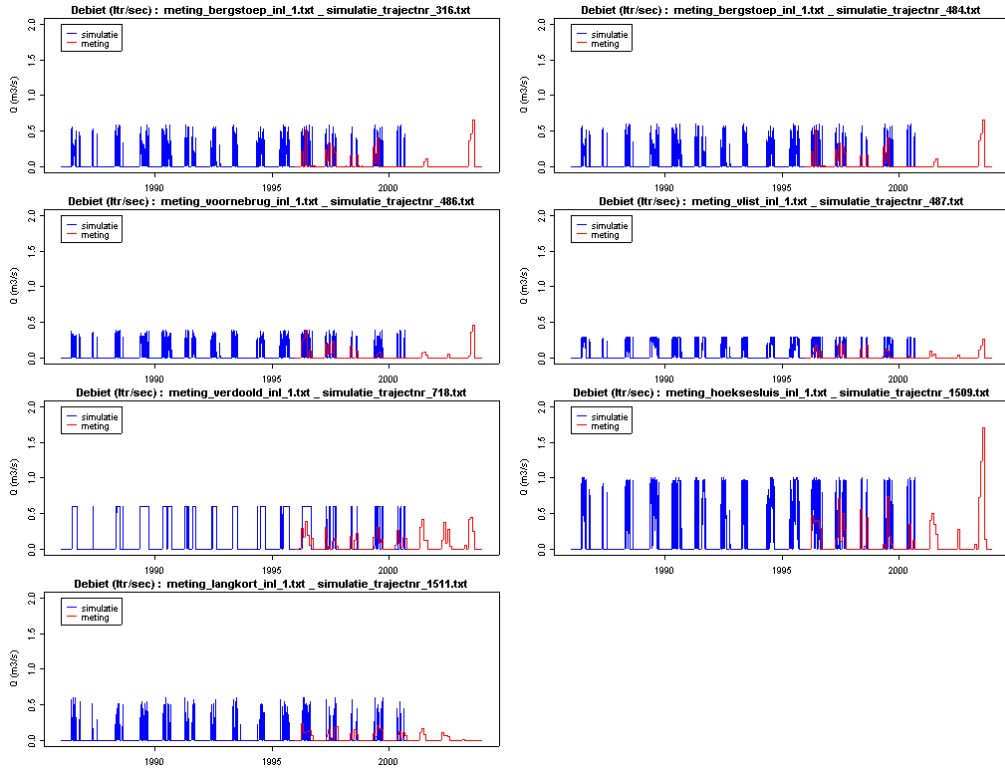 Debiet (ltr/sec) : meting_bergstoep_inl_1.txt _ simulatie_trajectnr_316.txt
simulatie
meting
Q (m3/s)
0.0 0.5 1.0 1.5 2.0
1990 1995 2000
Debiet (ltr/sec) : meting_bergstoep_inl_1.txt _ simulatie_trajectnr_484.txt
simulatie
meting
Q (m3/s)
0.0 0.5 1.0 1.5 2.0
1990 1995 2000
Debiet (ltr/sec) : meting_voornebrug_inl_1.txt _ simulatie_trajectnr_486.txt
simulatie
meting
Q (m3/s)
0.0 0.5 1.0 1.5 2.0
1990 1995 2000
Debiet (ltr/sec) : meting_vlist_inl_1.txt _ simulatie_trajectnr_487.txt
simulatie
meting
Q (m3/s)
0.0 0.5 1.0 1.5 2.0
1990 1995 2000
Debiet (ltr/sec) : meting_verdoold_inl_1.txt _ simulatie_trajectnr_718.txt
simulatie
meting
Q (m3/s)
0.0 0.5 1.0 1.5 2.0
1990 1995 2000
Debiet (ltr/sec) : meting_hoeksesluis_inl_1.txt _ simulatie_trajectnr_1509.txt
simulatie
meting
Q (m3/s)
0.0 0.5 1.0 1.5 2.0
1990 1995 2000
Debiet (ltr/sec) : meting_langkort_inl_1.txt _ simulatie_trajectnr_1511.txt
simulatie
meting
Q (m3/s)
0.0 0.5 1.0 1.5 2.0
1990 1995 2000